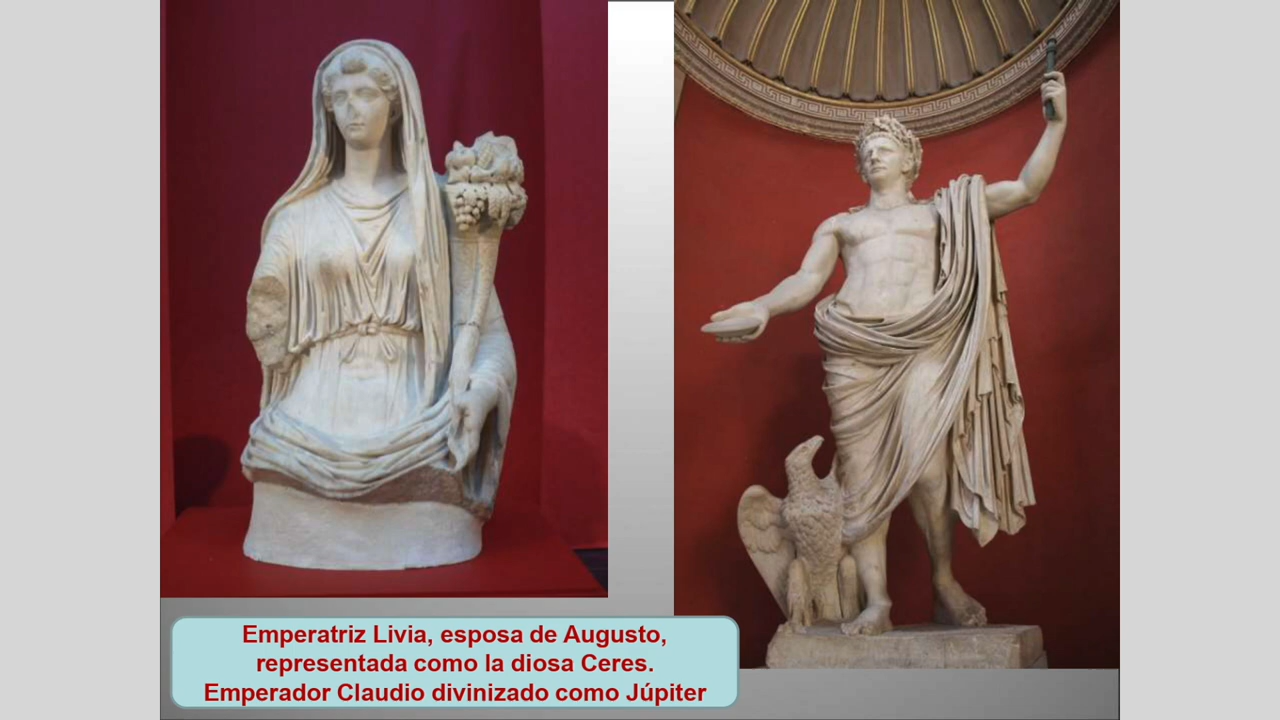 Emperatriz Livia, esposa de Augusto,
representada como la diosa Ceres.
Emperador Claudio divinizado como Júpiter